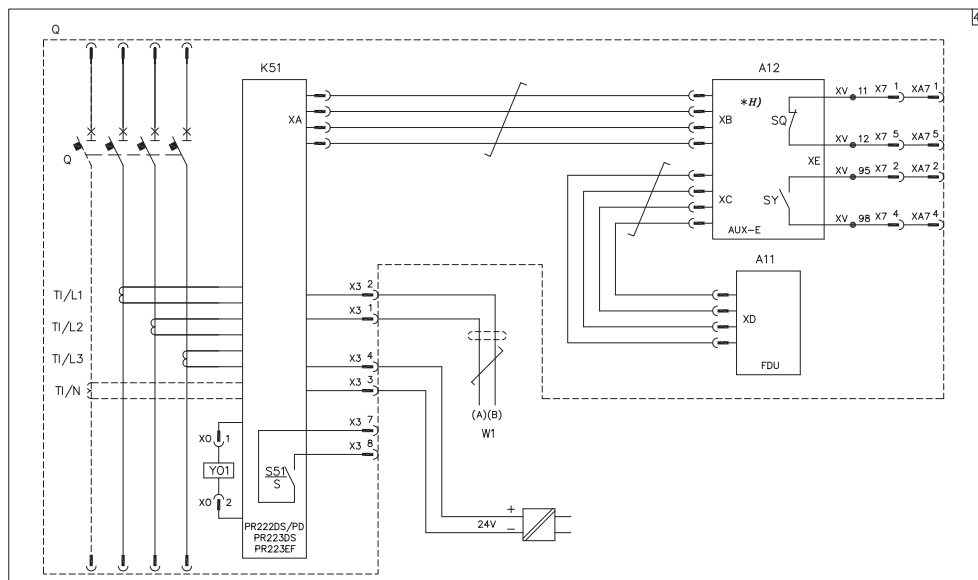 4
Q
K51
A12
XA
*H)
XB
SQ
XE
XV 11 X7 1 XA7 1
XV 12 X7 5 XA7 5
XV 95 X7 2 XA7 2
XC
SY
XV 98 X7 4 XA7 4
AUX-E
Q
A11
XD
FDU
TI/L1
TI/L2
TI/L3
TI/N
X3 2
X3 1
X3 4
X3 3
(A)(B)
W1
X3 7
X3 8
XO 1
YO1
XO 2
S51
S
PR222DS/PD
PR223DS
PR223EF
+
24V
−